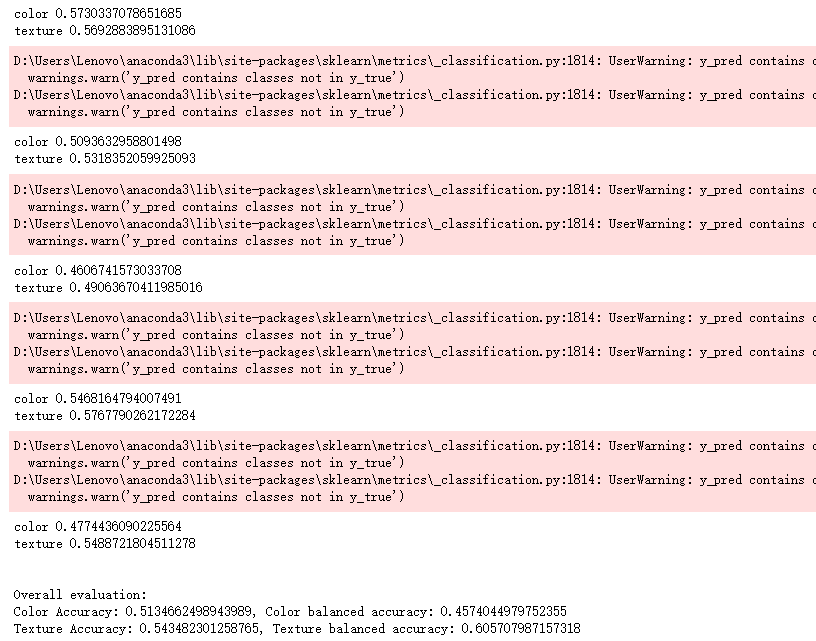 color 0.5730337078651685
texture 0.5692883895131086
D:\Users\Lenovo\anaconda3\lib\site-packages\sklearn\metrics\_classification.py:1814: UserWarning: y_pred contains
warnings.warn('y_pred contains classes not in y_true')
D:\Users\Lenovo\anaconda3\lib\site-packages\sklearn\metrics\_classification.py:1814: UserWarning: y_pred contains
warnings.warn('y_pred contains classes not in y_true')
color 0.5093632958801498
texture 0.5318352059925093
D:\Users\Lenovo\anaconda3\lib\site-packages\sklearn\metrics\_classification.py:1814: UserWarning: y_pred contains
warnings.warn('y_pred contains classes not in y_true')
D:\Users\Lenovo\anaconda3\lib\site-packages\sklearn\metrics\_classification.py:1814: UserWarning: y_pred contains
warnings.warn('y_pred contains classes not in y_true')
color 0.4606741573033708
texture 0.49063670411985016
D:\Users\Lenovo\anaconda3\lib\site-packages\sklearn\metrics\_classification.py:1814: UserWarning: y_pred contains
warnings.warn('y_pred contains classes not in y_true')
D:\Users\Lenovo\anaconda3\lib\site-packages\sklearn\metrics\_classification.py:1814: UserWarning: y_pred contains
warnings.warn('y_pred contains classes not in y_true')
color 0.5468164794007491
texture 0.5767790262172284
D:\Users\Lenovo\anaconda3\lib\site-packages\sklearn\metrics\_classification.py:1814: UserWarning: y_pred contains
warnings.warn('y_pred contains classes not in y_true')
D:\Users\Lenovo\anaconda3\lib\site-packages\sklearn\metrics\_classification.py:1814: UserWarning: y_pred contains
warnings.warn('y_pred contains classes not in y_true')
color 0.4774436090225564
texture 0.5488721804511278
Overall evaluation:
Color Accuracy: 0.5134662498943989, Color balanced accuracy: 0.4574044979752355
Texture Accuracy: 0.543482301258765, Texture balanced accuracy: 0.605707987157318